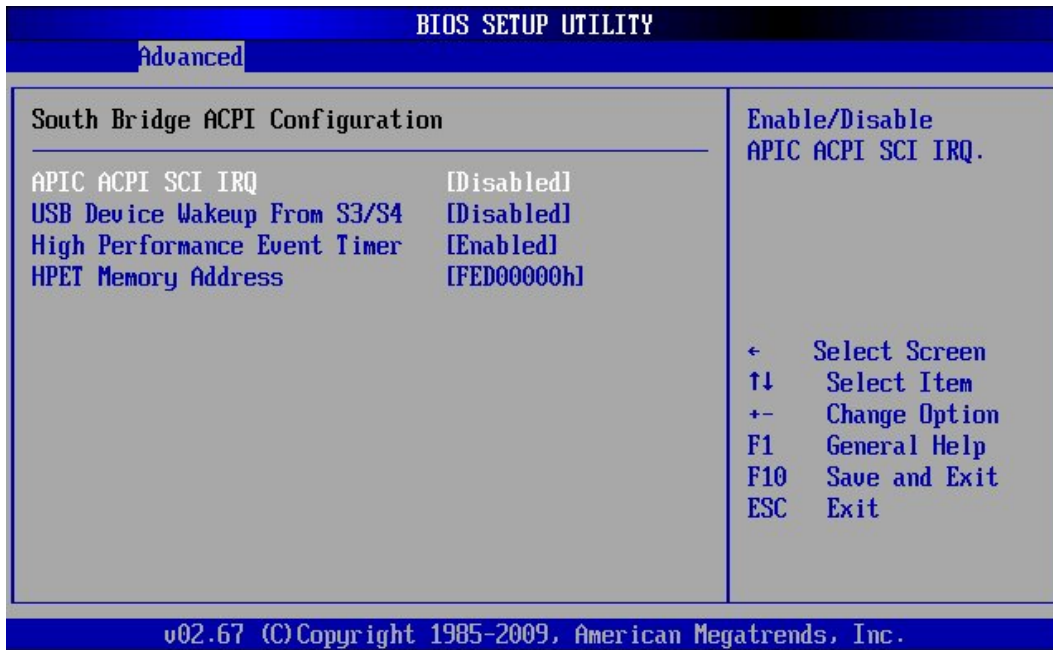 BIOS SETUP UTILITY
Advanced
South Bridge ACPI Configuration
APIC ACPI SCI IRQ [Disabled]
USB Device Wakeup From S3/S4 [Disabled]
High Performance Event Timer [Enabled]
HPET Memory Address [FED00000h]
Enable/Disable
APIC ACPI SCI IRQ.
← Select Screen
↑↓ Select Item
+- Change Option
F1 General Help
F10 Save and Exit
ESC Exit
v02.67 (C)Copyright 1985-2009, American Megatrends, Inc.